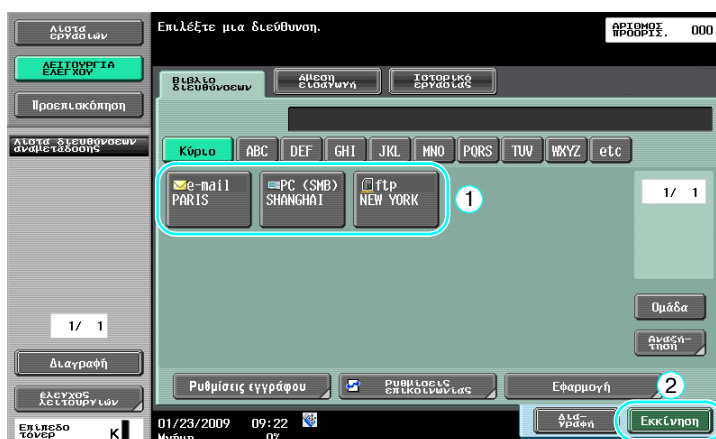 Λίστα
εργασιών
Επιλέξτε μια διεύθυνση.
ΑΡΙΘΜΟΣ
ΠΡΟΟΡΙΣ.
000
ΛΕΙΤΟΥΡΓΙΑ
ΕΛΕΓΧΟΥ
Βιβλίο
διευθύνσεων
Άμεση
εισαγωγή
Ιστορικό
εργασίας
Προεπισκόπηση
Λίστα διευθύνσεων
αναμετάδοσης
Κύριο
ABC
DEF
GHI
JKL
MNO
PQRS
TUV
WXYZ
etc
e-mail
PARIS
PC (SMB)
SHANGHAI
ftp
NEW YORK
1
1/ 1
Ομάδα
1/ 1
Αναζή-
τηση
Διαγραφή
Ρυθμίσεις εγγράφου
Ρυθμίσεις
επικοινωνίας
Εφαρμογή
2
Έλεγχος
λειτουργιών
Επίπεδο
τόνερ
K
01/23/2009 09:22
Μνήμη 0%
Δια-
γραφή
Εκκίνηση